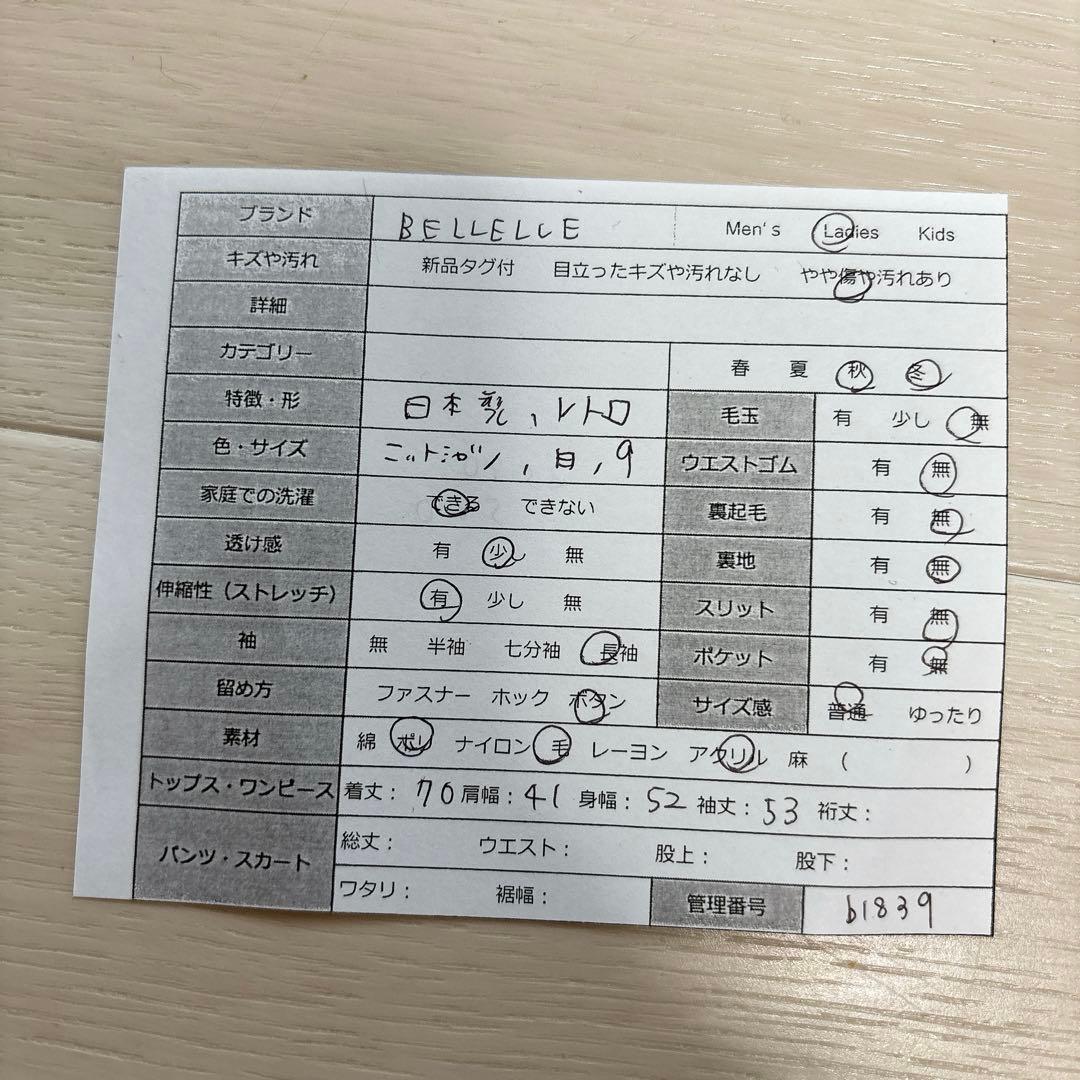 ブランド BELLELUE Men's Ladies Kids
キズや汚れ 新品タグ付 目立ったキズや汚れなし やや傷や汚れあり
詳細
カテゴリー 春 夏 秋 冬
特徴・形 日本製、レトロ 毛玉 有 少し 無
色・サイズ ニットジャケ, 白, 9 ウエストゴム 有 無
家庭での洗濯 できる できない 裏起毛 有 無
透け感 有 少し 無 裏地 有 無
伸縮性（ストレッチ） 有 少し 無 スリット 有 無
袖 無 半袖 七分袖 長袖 ポケット 有 無
留め方 ファスナー ホック ボタン サイズ感 普通 ゆったり
素材 綿 ポリ ナイロン 毛 レーヨン アクリル 麻 ( )
トップス・ワンピース 着丈: 70 肩幅: 41 身幅: 52 袖丈: 53 裄丈:
パンツ・スカート 総丈: ウエスト: 股上: 股下:
ワタリ: 裾幅: 管理番号 b1839